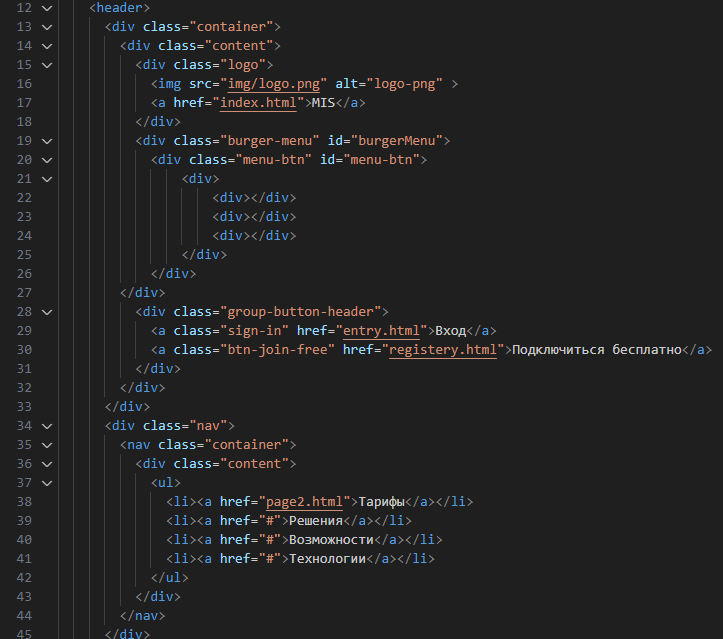 12 <header>
13 <div class="container">
14 <div class="content">
15 <div class="logo">
16 <img src="img/logo.png" alt="logo-png" >
17 <a href="index.html">MIS</a>
18 </div>
19 <div class="burger-menu" id="burgerMenu">
20 <div class="menu-btn" id="menu-btn">
21 <div>
22 <div></div>
23 <div></div>
24 <div></div>
25 </div>
26 </div>
27 </div>
28 <div class="group-button-header">
29 <a class="sign-in" href="entry.html">Вход</a>
30 <a class="btn-join-free" href="registery.html">Подключиться бесплатно</a>
31 </div>
32 </div>
33 </div>
34 <div class="nav">
35 <nav class="container">
36 <div class="content">
37 <ul>
38 <li><a href="page2.html">Тарифы</a></li>
39 <li><a href="#">Решения</a></li>
40 <li><a href="#">Возможности</a></li>
41 <li><a href="#">Технологии</a></li>
42 </ul>
43 </div>
44 </nav>
45 </div>